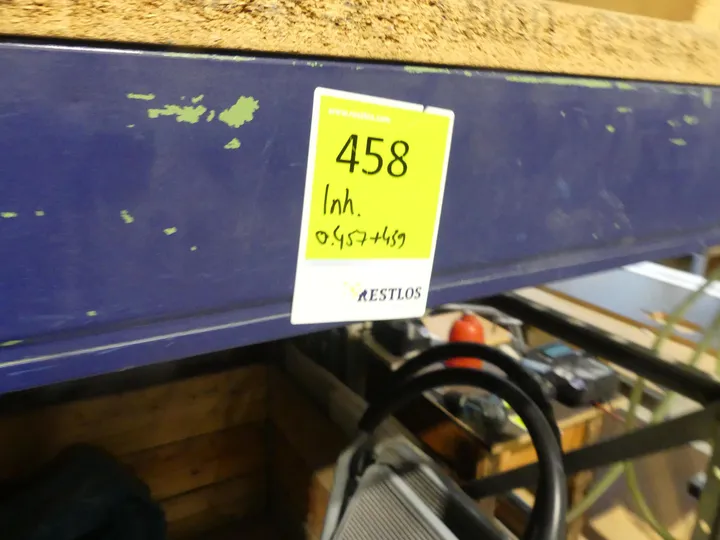 458
Inh.
o.457+459
RESTLOS